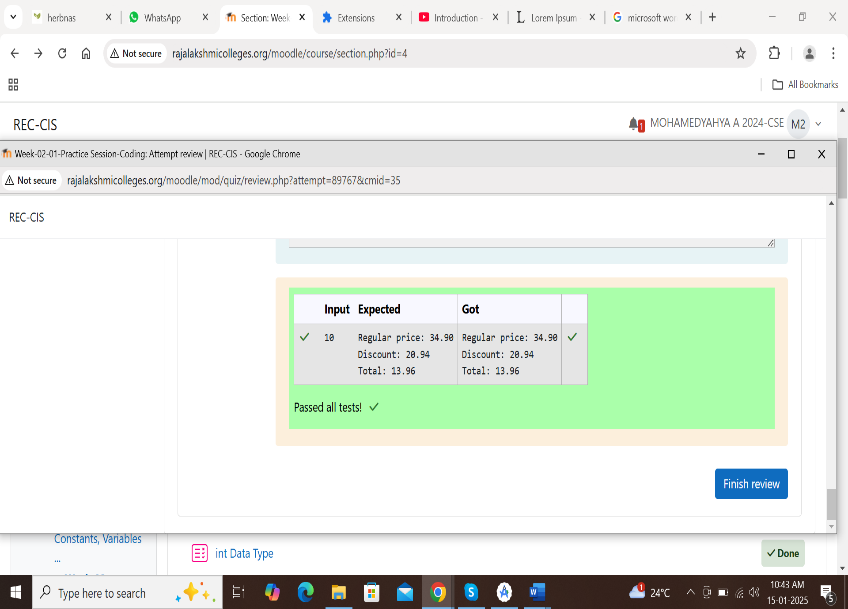 herbnas
WhatsApp
Section: Week
Extensions
Introduction -
Lorem Ipsum
microsoft wor
Not secure
rajalakshmicolleges.org/moodle/course/section.php?id=4
All Bookmarks
REC-CIS
1
MOHAMEDYAHYA A 2024-CSE
M2
Week-02-01-Practice Session-Coding: Attempt review | REC-CIS - Google Chrome
Not secure
rajalakshmicolleges.org/moodle/mod/quiz/review.php?attempt=89767&cmid=35
REC-CIS
Input Expected Got
10 Regular price: 34.90 Regular price: 34.90
Discount: 20.94 Discount: 20.94
Total: 13.96 Total: 13.96
Passed all tests!
Finish review
Constants, Variables
...
int Data Type
Done
Type here to search
1
24°C
10:43 AM
15-01-2025
5